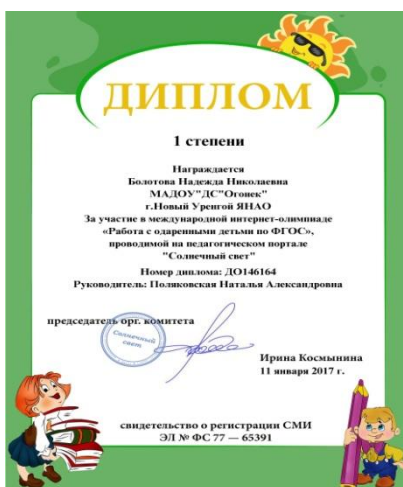 ДИПЛОМ
1 степени
Награждается
Болотова Надежда Николаевна
МАДОУ"ДС"Огонек"
г.Новый Уренгой ЯНАО
За участие в международной интернет-олимпиаде
«Работа с одаренными детьми по ФГОС»,
проводимой на педагогическом портале
"Солнечный свет"
Номер диплома: ДО146164
Руководитель: Поляковская Наталья Александровна
председатель орг. комитета
Солнечный
свет
Ирина Космынина
11 января 2017 г.
свидетельство о регистрации СМИ
ЭЛ № ФС 77 — 65391